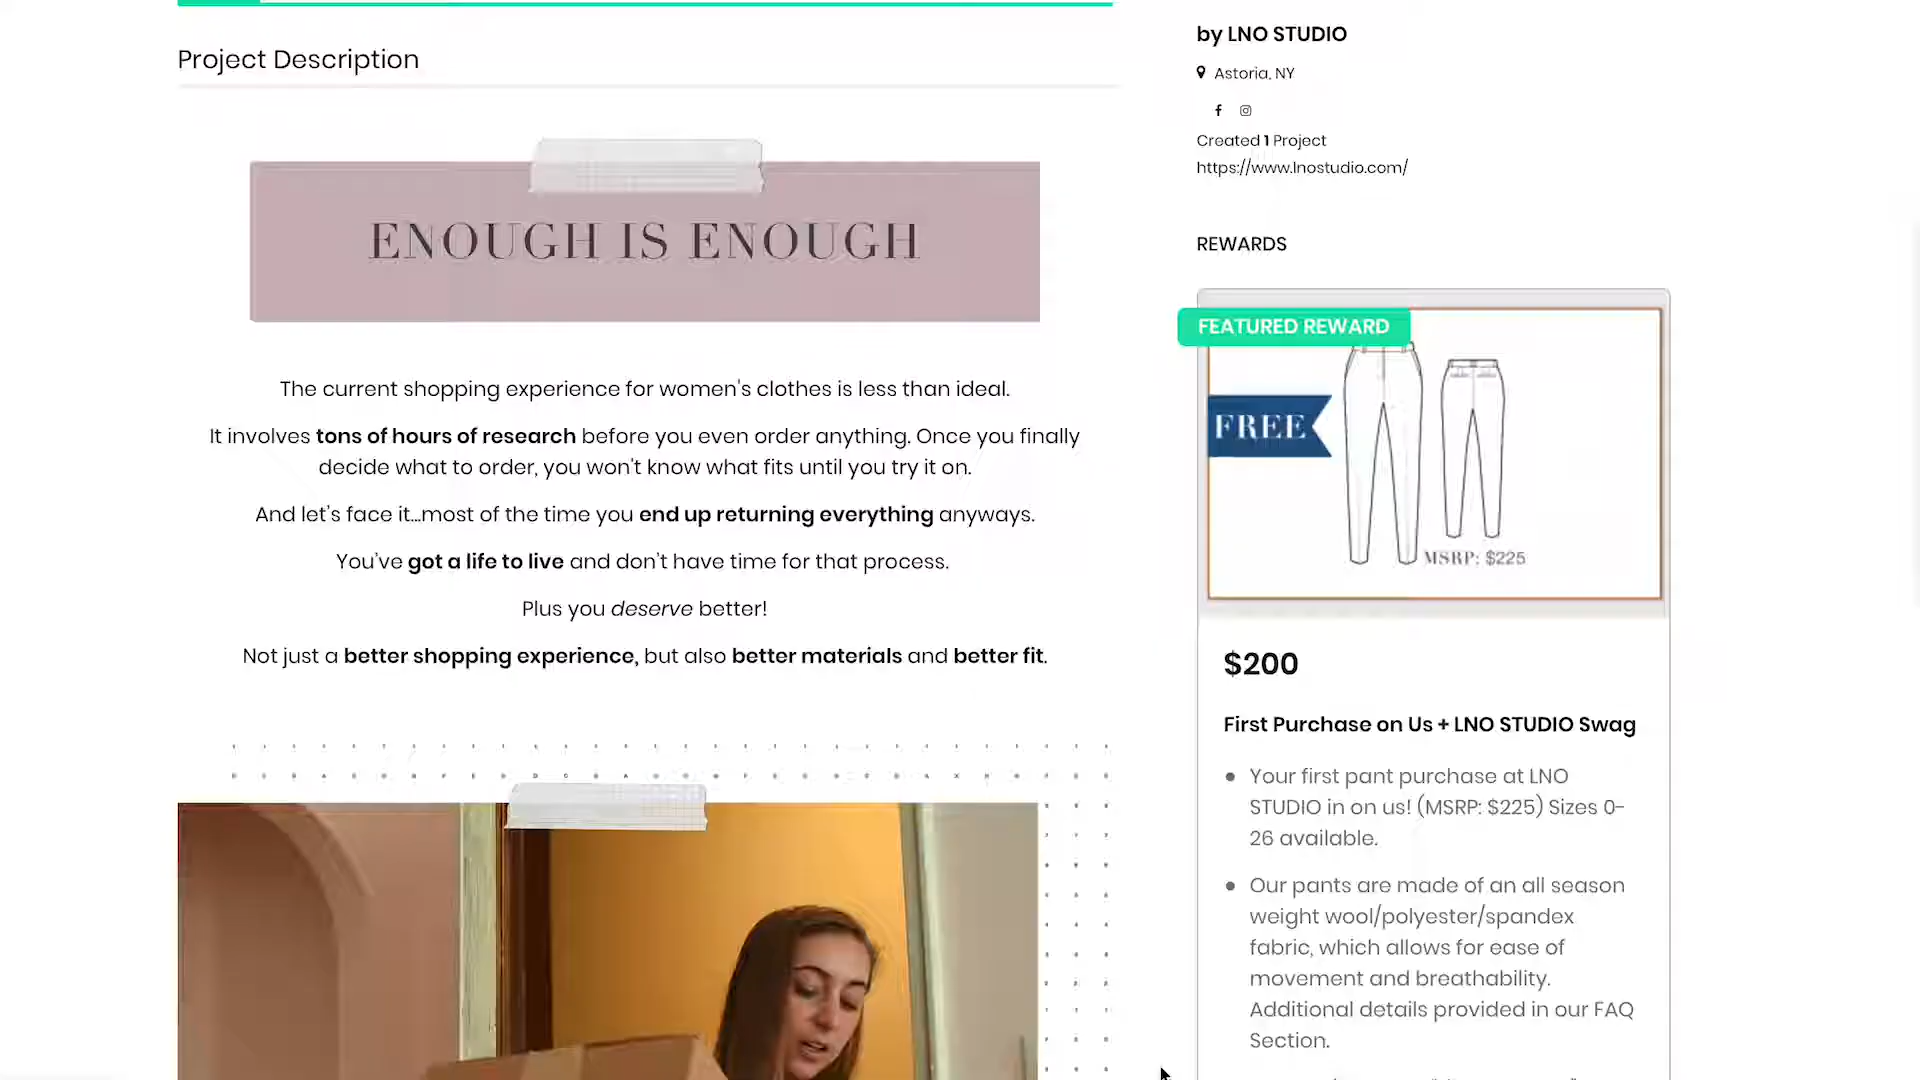 Project Description
ENOUGH IS ENOUGH
The current shopping experience for women's clothes is less than ideal.
It involves tons of hours of research before you even order anything. Once you finally
decide what to order, you won't know what fits until you try it on.
And let's face it...most of the time you end up returning everything anyways.
You've got a life to live and don't have time for that process.
Plus you deserve better!
Not just a better shopping experience, but also better materials and better fit.
by LNO STUDIO
Astoria, NY
Created 1 Project
https://www.lnostudio.com/
REWARDS
FEATURED REWARD
FREE
MSRP: $225
$200
First Purchase on Us + LNO STUDIO Swag
Your first pant purchase at LNO
STUDIO in on us! (MSRP: $225) Sizes 0-
26 available.
Our pants are made of an all season
weight wool/polyester/spandex
fabric, which allows for ease of
movement and breathability.
Additional details provided in our FAQ
Section.